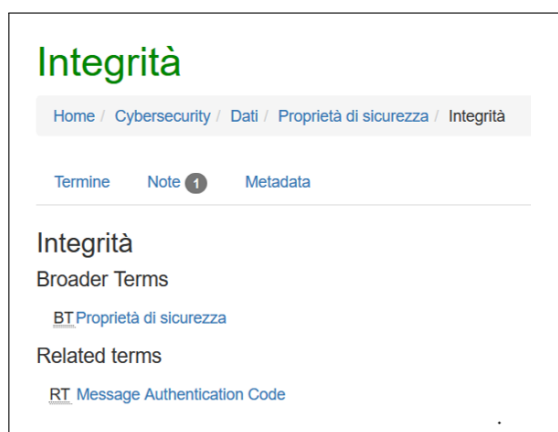 Integrità
Home / Cybersecurity / Dati / Proprietà di sicurezza / Integrità
Termine Note 1 Metadata
Integrità
Broader Terms
BT Proprietà di sicurezza
Related terms
RT Message Authentication Code
.